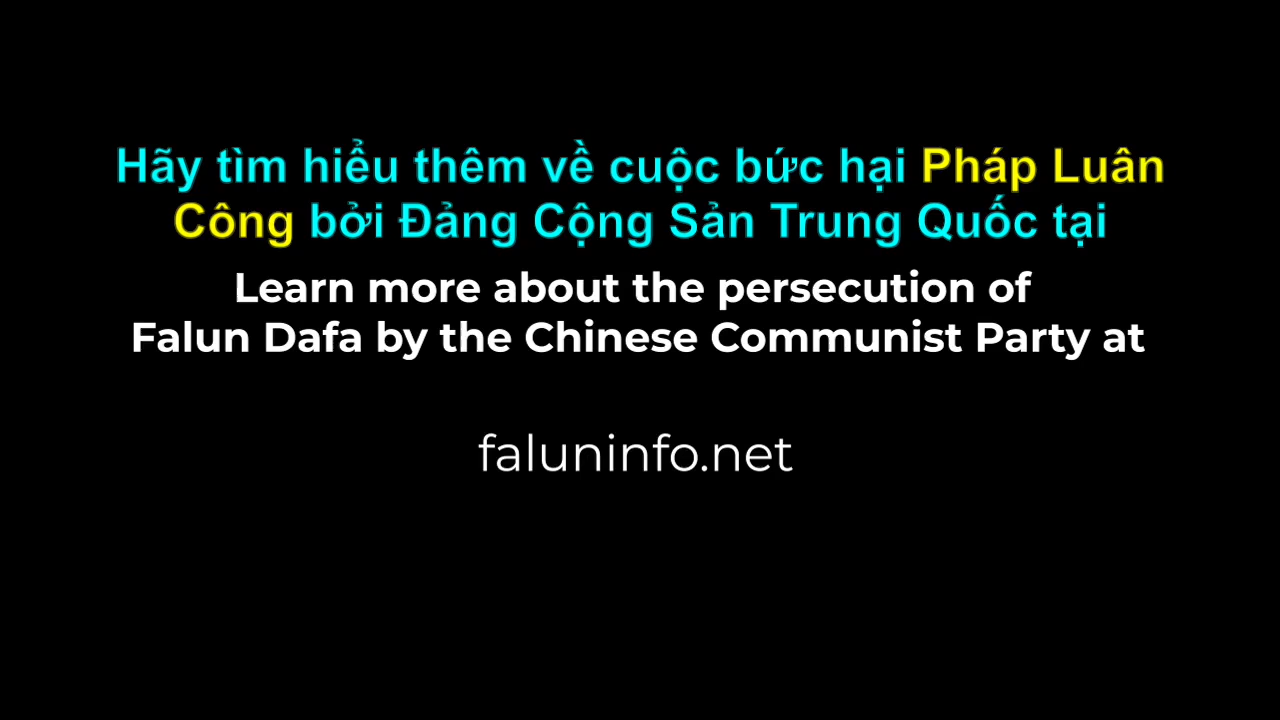 Hãy tìm hiểu thêm về cuộc bức hại Pháp Luân
Công bởi Đảng Cộng Sản Trung Quốc tại
Learn more about the persecution of
Falun Dafa by the Chinese Communist Party at
faluninfo.net